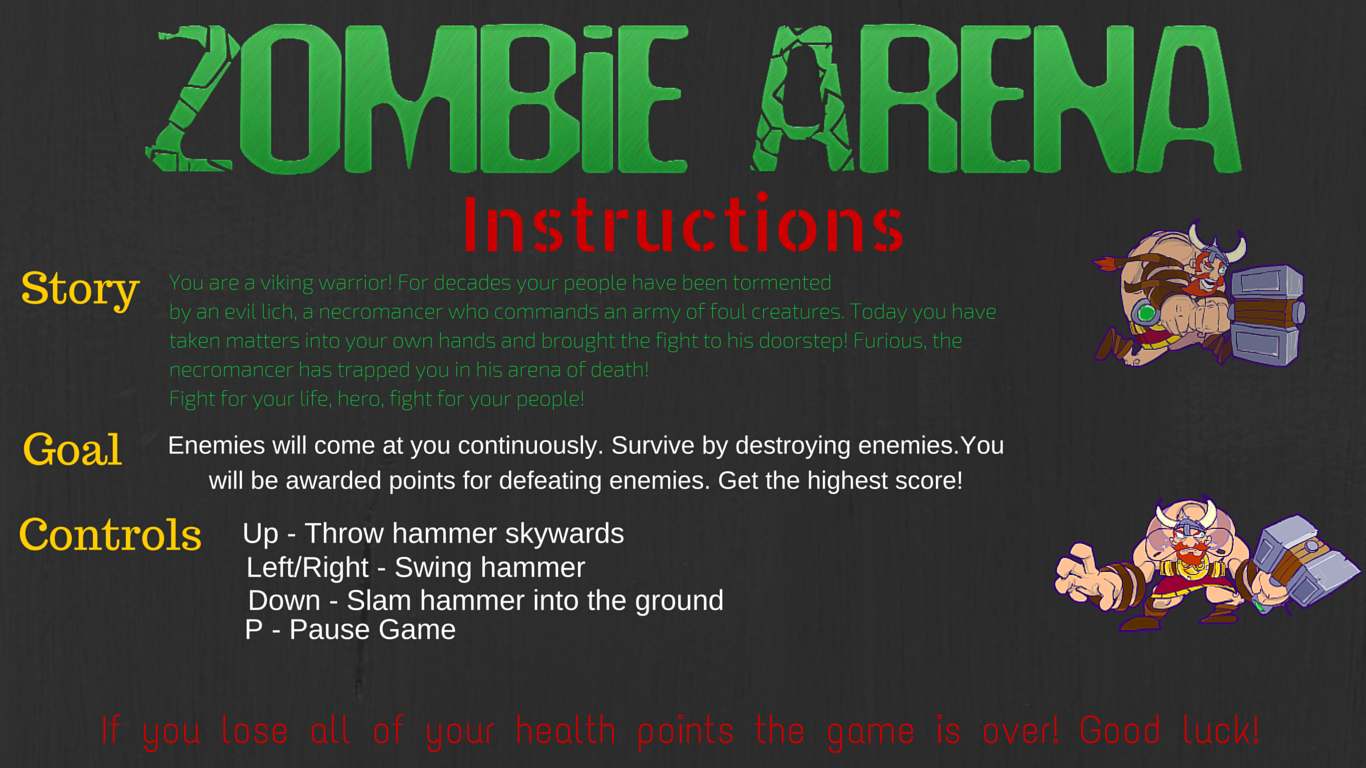 ZOMBiE ARENA
Instructions
Story
You are a viking warrior! For decades your people have been tormented
by an evil lich, a necromancer who commands an army of foul creatures. Today you have
taken matters into your own hands and brought the fight to his doorstep! Furious, the
necromancer has trapped you in his arena of death!
Fight for your life, hero, fight for your people!
Goal
Enemies will come at you continuously. Survive by destroying enemies.You
will be awarded points for defeating enemies. Get the highest score!
Controls
Up - Throw hammer skywards
Left/Right - Swing hammer
Down - Slam hammer into the ground
P - Pause Game
If you lose all of your health points the game is over! Good luck!